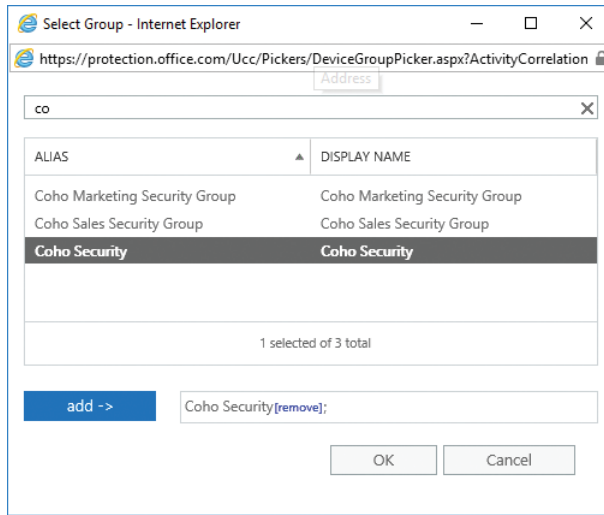 Select Group - Internet Explorer
https://protection.office.com/Ucc/Pickers/DeviceGroupPicker.aspx?ActivityCorrelation
Address
co
ALIAS DISPLAY NAME
Coho Marketing Security Group Coho Marketing Security Group
Coho Sales Security Group Coho Sales Security Group
Coho Security Coho Security
1 selected of 3 total
add -> Coho Security[remove];
OK Cancel